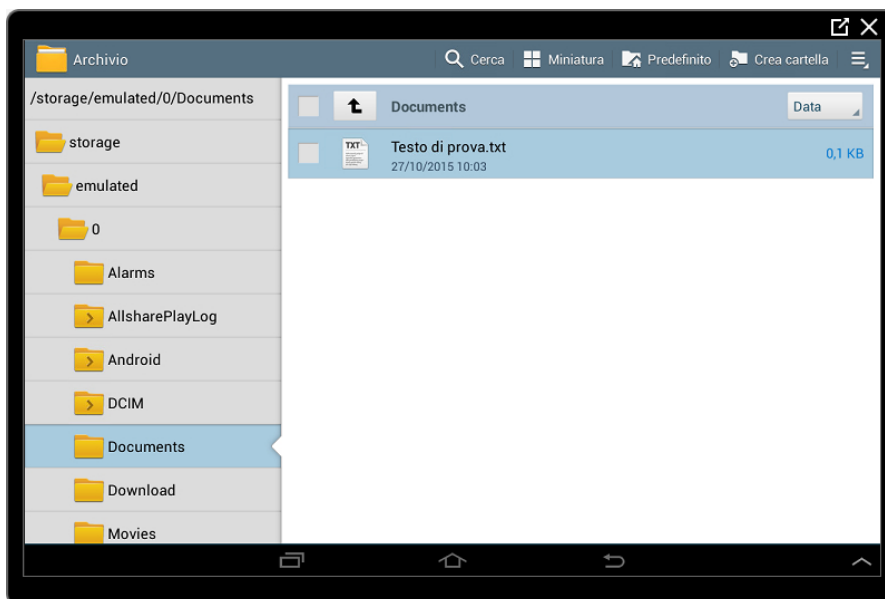 Archivio
Cerca
Miniatura
Predefinito
Crea cartella
/storage/emulated/0/Documents
storage
emulated
0
Alarms
AllsharePlayLog
Android
DCIM
Documents
Download
Movies
Documents
Data
TXT
Testo di prova.txt
0,1 KB
27/10/2015 10:03